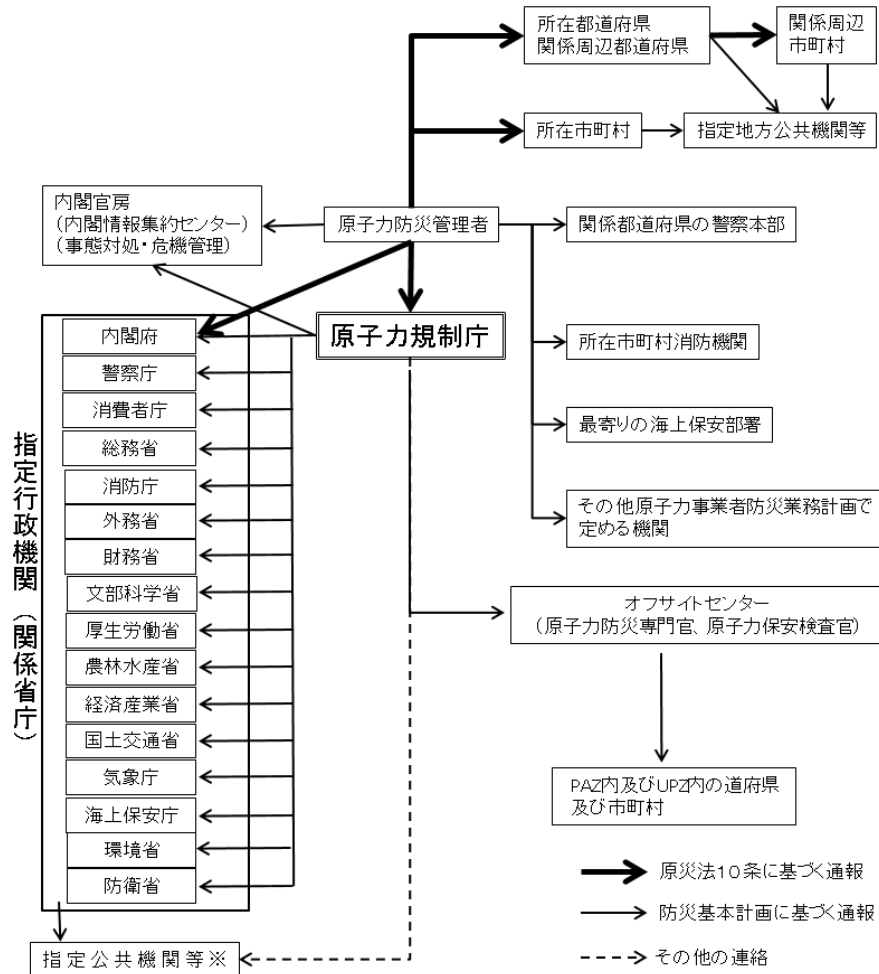 所在都道府県
関係周辺都道府県
関係周辺
市町村
所在市町村
指定地方公共機関等
内閣官房
(内閣情報集約センター)
(事態対処・危機管理)
原子力防災管理者
関係都道府県の警察本部
原子力規制庁
所在市町村消防機関
最寄りの海上保安部署
その他原子力事業者防災業務計画で
定める機関
オフサイトセンター
(原子力防災専門官、原子力保安検査官)
PAZ内及びUPZ内の道府県
及び市町村
指定行政機関(関係省庁)
内閣府
警察庁
消費者庁
総務省
消防庁
外務省
財務省
文部科学省
厚生労働省
農林水産省
経済産業省
国土交通省
気象庁
海上保安庁
環境省
防衛省
指定公共機関等※
原災法10条に基づく通報
防災基本計画に基づく通報
その他の連絡